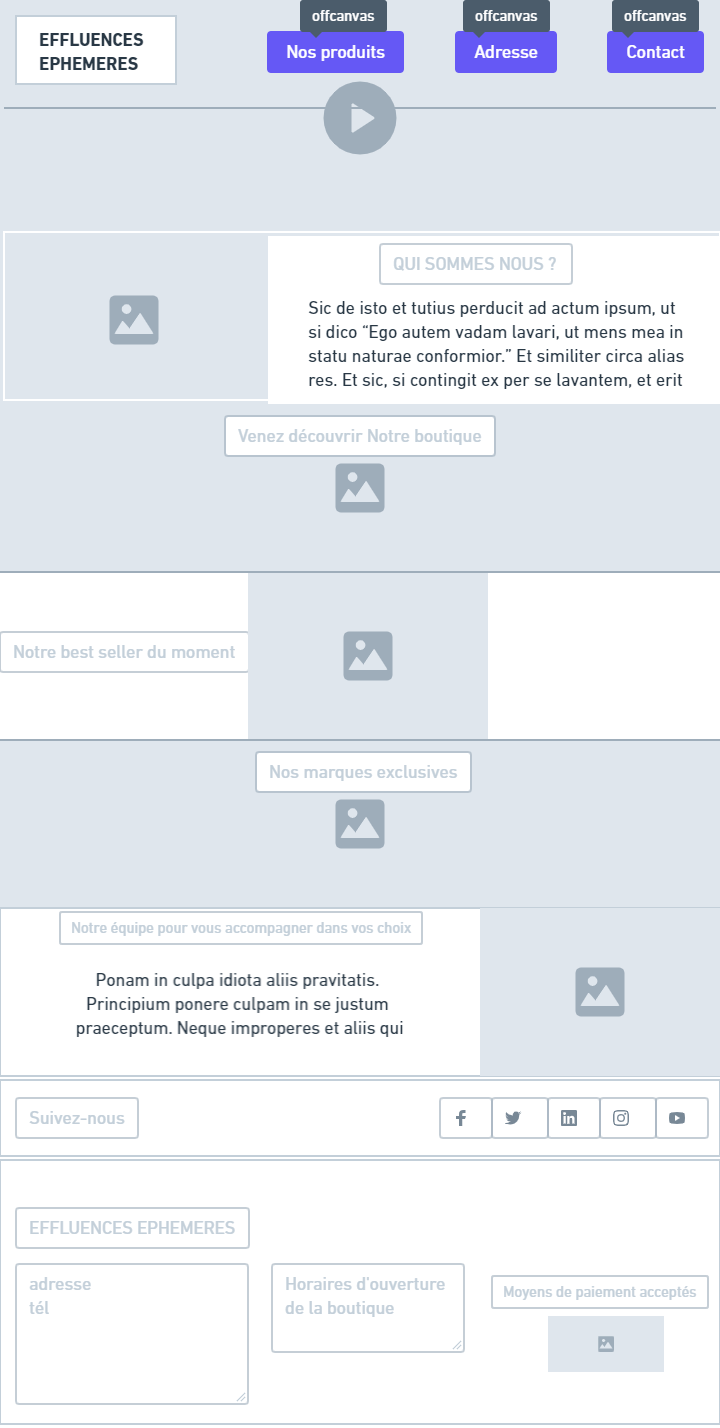 offcanvas
offcanvas
offcanvas
EFFLUENCES
EPHEMERES
Nos produits
Adresse
Contact
QUI SOMMES NOUS ?
Sic de isto et tutius perducit ad actum ipsum, ut
si dico “Ego autem vadam lavari, ut mens mea in
statu naturae conformior.” Et similiter circa alias
res. Et sic, si contingit ex per se lavantem, et erit
Venez découvrir Notre boutique
Notre best seller du moment
Nos marques exclusives
Notre équipe pour vous accompagner dans vos choix
Ponam in culpa idiota aliis pravitatis.
Principium ponere culpam in se justum
praeceptum. Neque improperes et aliis qui
Suivez-nous
EFFLUENCES EPHEMERES
adresse
tél
Horaires d'ouverture
de la boutique
Moyens de paiement acceptés